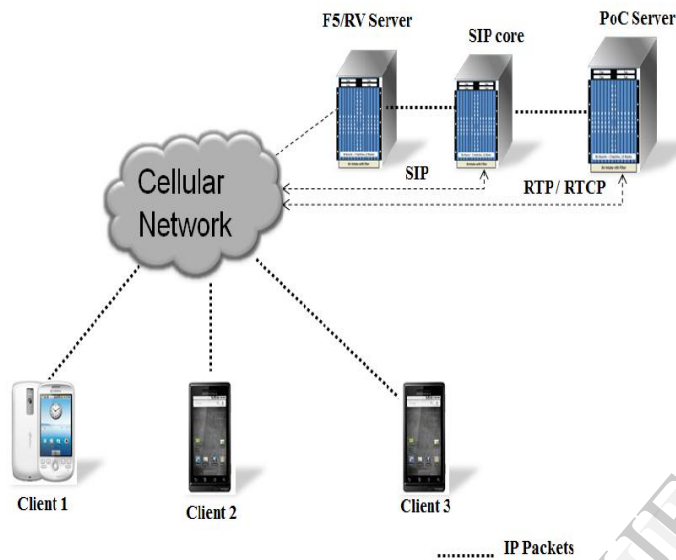 F5/RV Server
SIP core
PoC Server
SIP
RTP / RTCP
Cellular
Network
Client 1
Client 2
Client 3
IP Packets